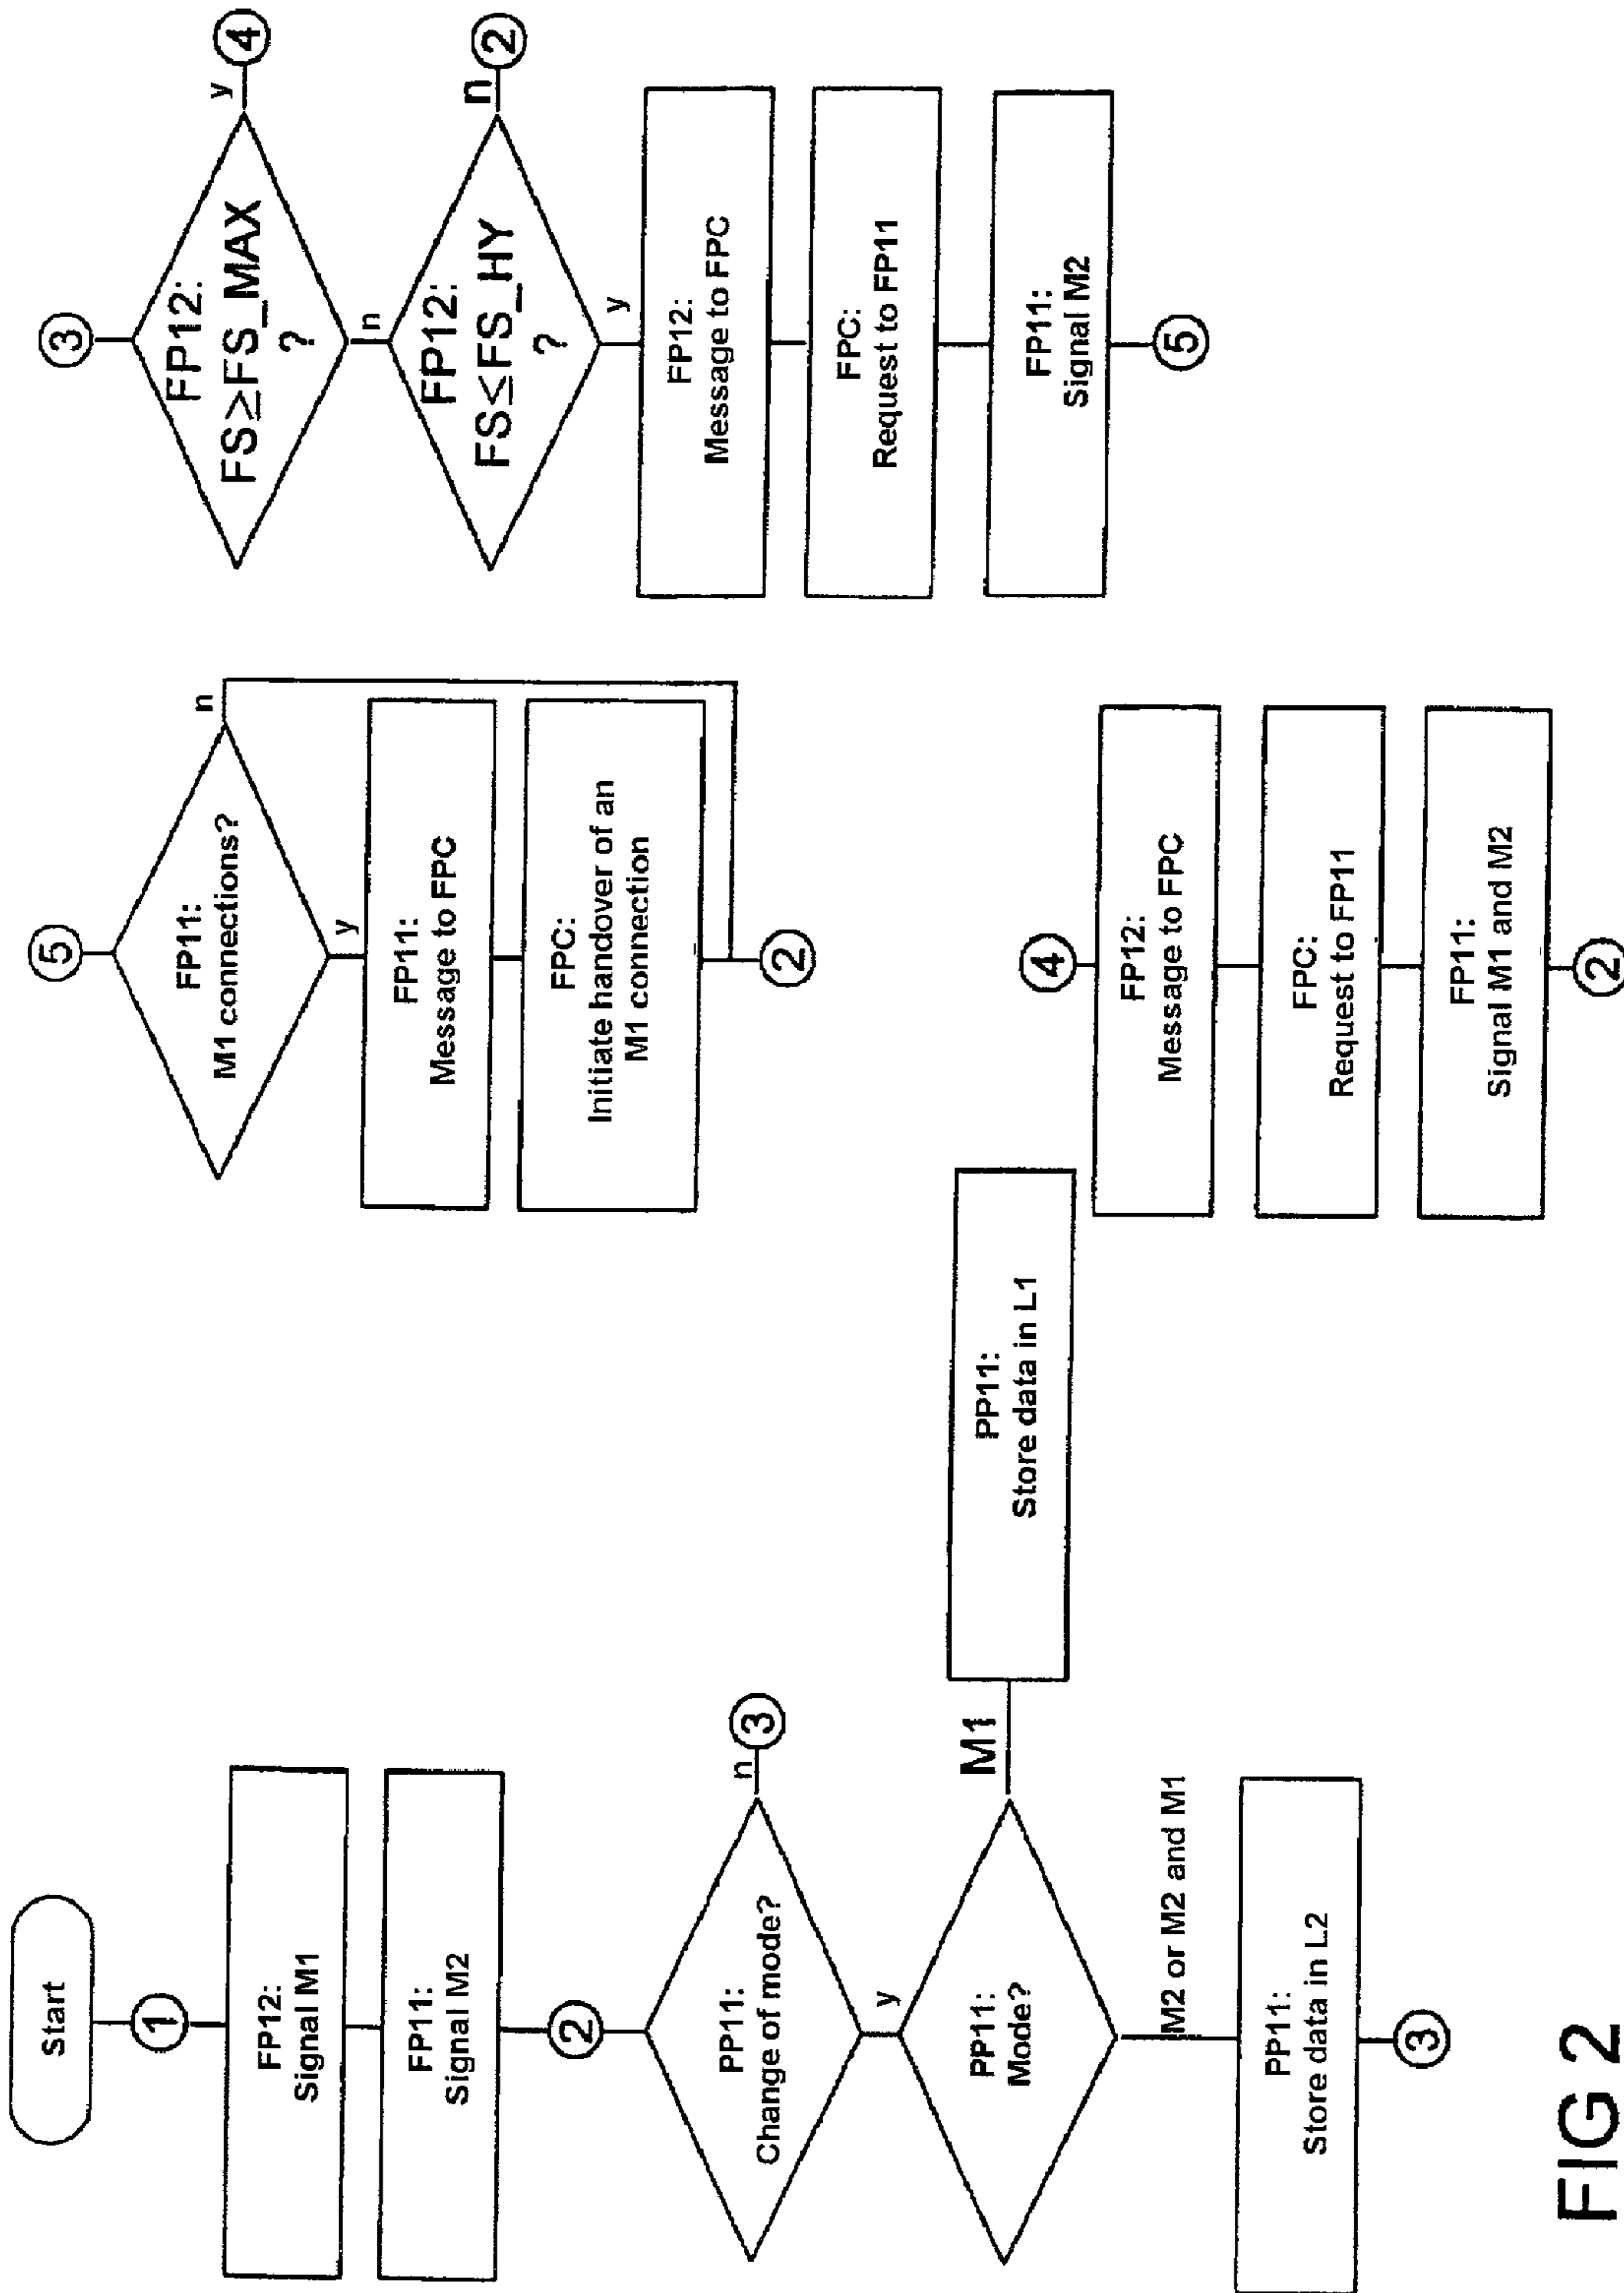 Start
1
FP12:
Signal M1
FP11:
Signal M2
2
PP11:
Change of mode?
n
3
y
PP11:
Mode?
M1
PP11:
Store data in L1
M2 or M2 and M1
PP11:
Store data in L2
3
5
FP11:
M1 connections?
n
y
FP11:
Message to FPC
FPC:
Initiate handover of an
M1 connection
2
4
FP12:
Message to FPC
FPC:
Request to FP11
FP11:
Signal M1 and M2
2
3
FP12:
FS≥FS_MAX
?
y
4
n
FP12:
FS≤FS_HY
?
n
2
y
FP12:
Message to FPC
FPC:
Request to FP11
FP11:
Signal M2
5
FIG 2